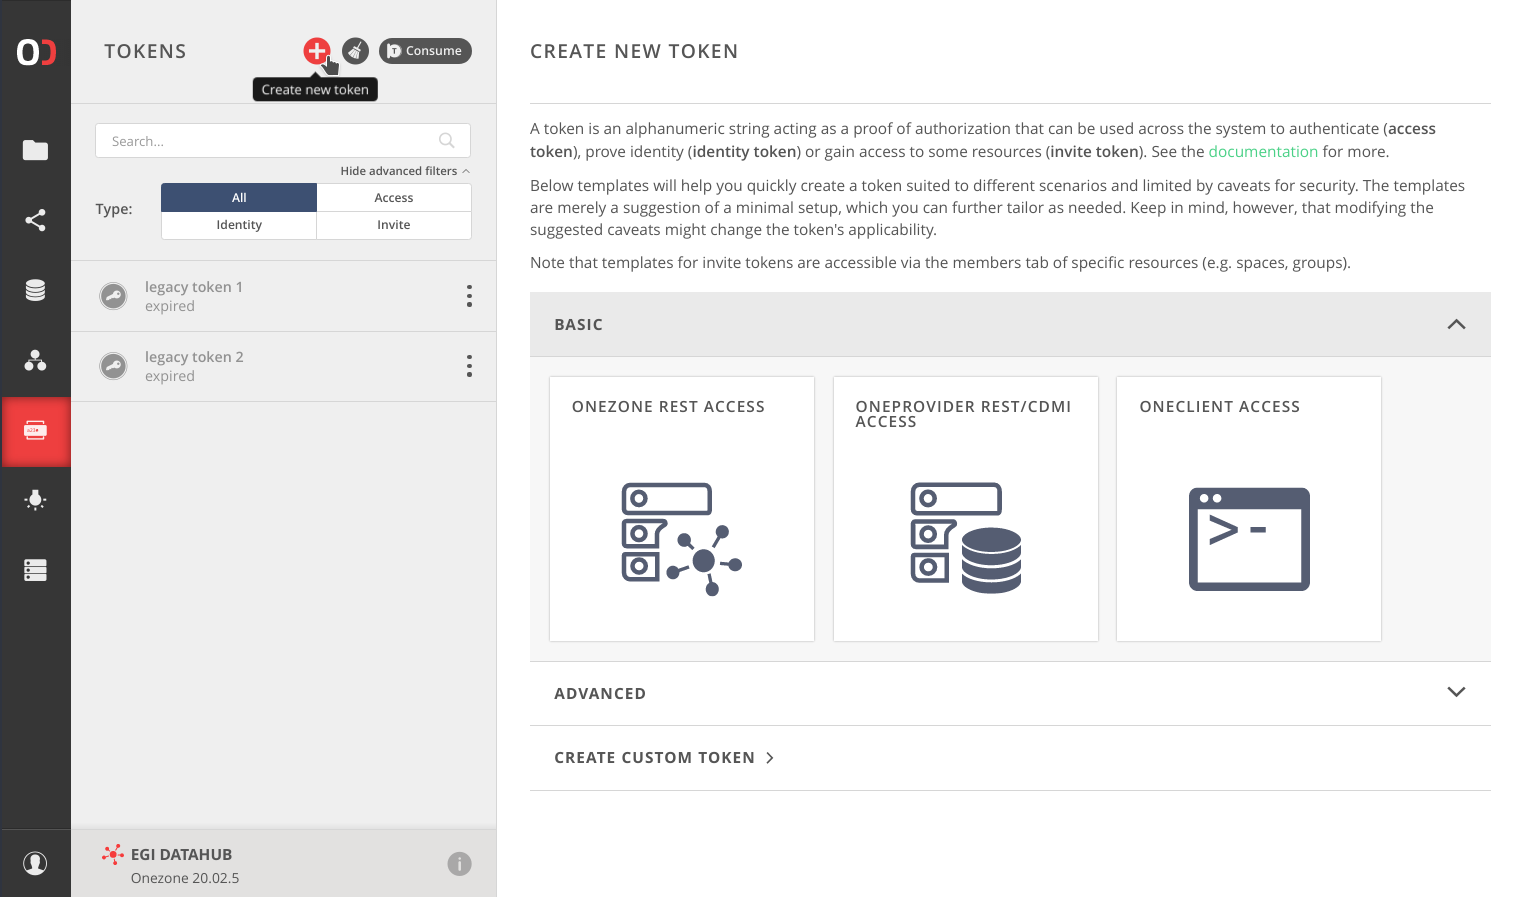 TOKENS
Consume
Create new token
Search...
Hide advanced filters
Type:
All
Access
Identity
Invite
legacy token 1
expired
legacy token 2
expired
EGI DATAHUB
Onezone 20.02.5
CREATE NEW TOKEN
A token is an alphanumeric string acting as a proof of authorization that can be used across the system to authenticate (access
token), prove identity (identity token) or gain access to some resources (invite token). See the documentation for more.
Below templates will help you quickly create a token suited to different scenarios and limited by caveats for security. The templates
are merely a suggestion of a minimal setup, which you can further tailor as needed. Keep in mind, however, that modifying the
suggested caveats might change the token's applicability.
Note that templates for invite tokens are accessible via the members tab of specific resources (e.g. spaces, groups).
BASIC
ONEZONE REST ACCESS
ONEPROVIDER REST/CDMI
ACCESS
ONECLIENT ACCESS
ADVANCED
CREATE CUSTOM TOKEN